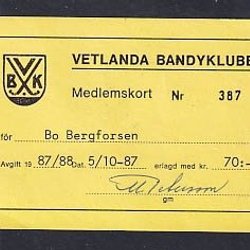 VBK
VETLANDA BANDYKLUBB
Medlemskort Nr 387
för Bo Bergforsen
Avgift 19 87/88 Dat. 5/10-87 erlagd med kr. 70:-
gm